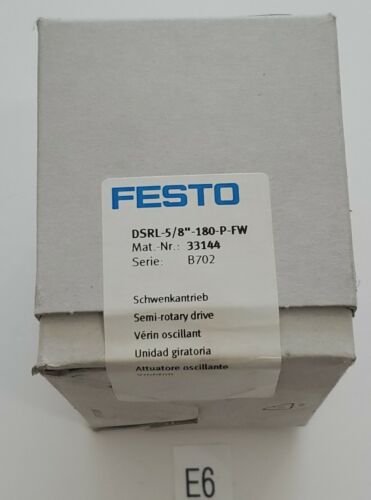 FESTO
DSRL-5/8"-180-P-FW
Mat.-Nr.: 33144
Serie: B702
Schwenkantrieb
Semi-rotary drive
Vérin oscillant
Unidad giratoria
Attuatore oscillante
E6